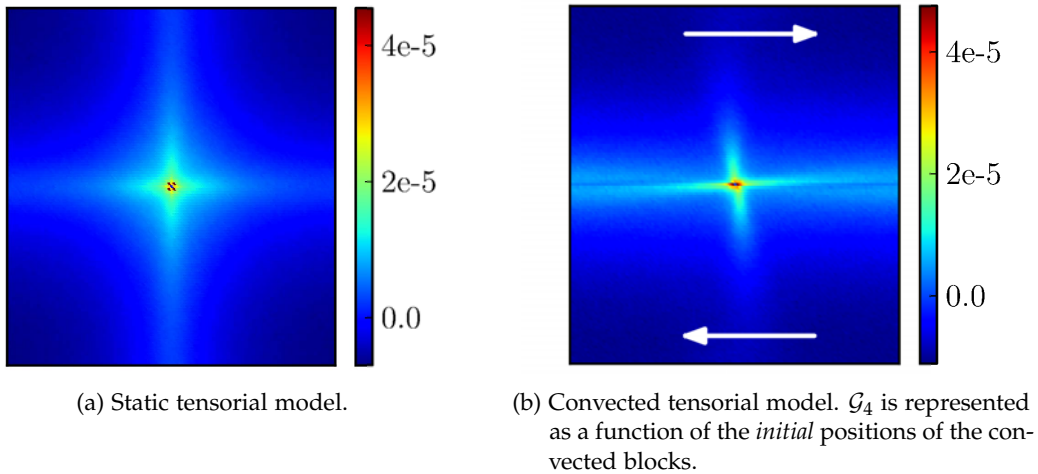 4e-5
2e-5
0.0
4e-5
2e-5
0.0
(a) Static tensorial model.
(b) Convected tensorial model. 𝒢₄ is represented
as a function of the initial positions of the con-
vected blocks.